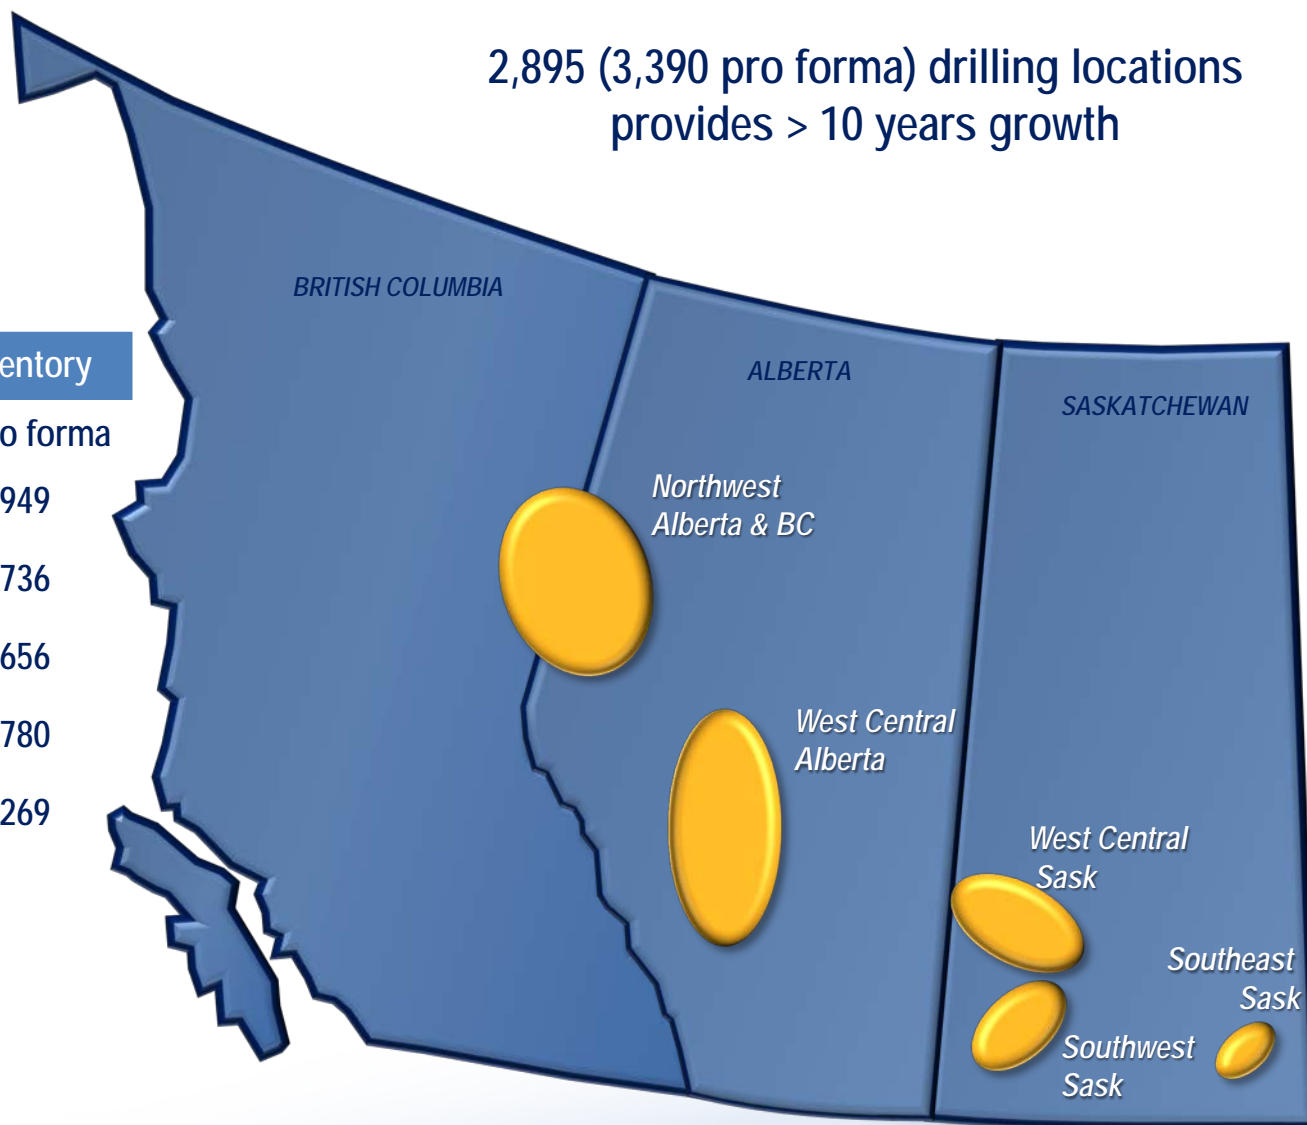 2,895 (3,390 pro forma) drilling locations
provides > 10 years growth
BRITISH COLUMBIA
entory
ALBERTA
SASKATCHEWAN
o forma
949
736
656
780
269
Northwest
Alberta & BC
West Central
Alberta
West Central
Sask
Southeast
Sask
Southwest
Sask